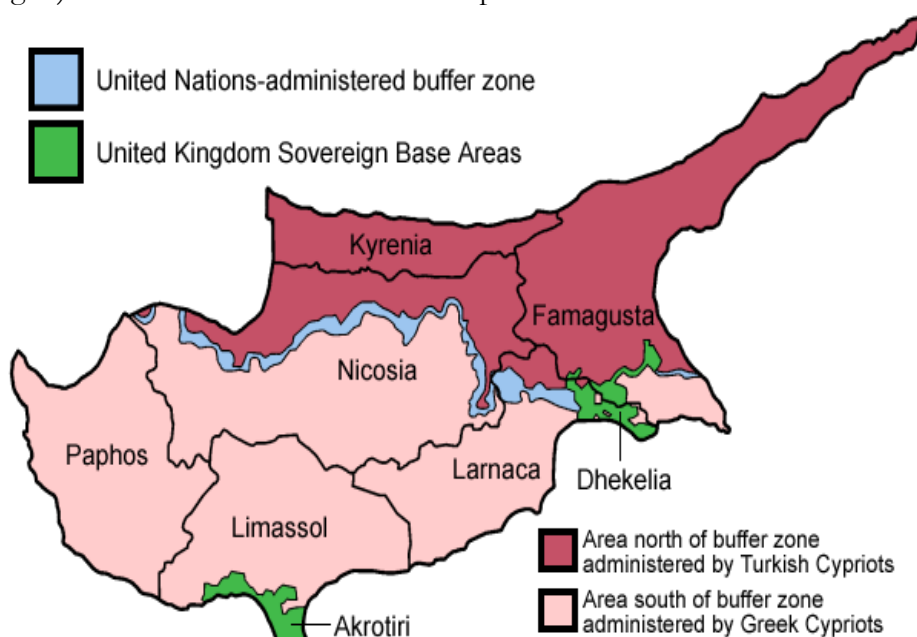 United Nations-administered buffer zone
United Kingdom Sovereign Base Areas
Kyrenia
Famagusta
Nicosia
Paphos
Larnaca
Dhekelia
Limassol
Area north of buffer zone
administered by Turkish Cypriots
Area south of buffer zone
administered by Greek Cypriots
Akrotiri